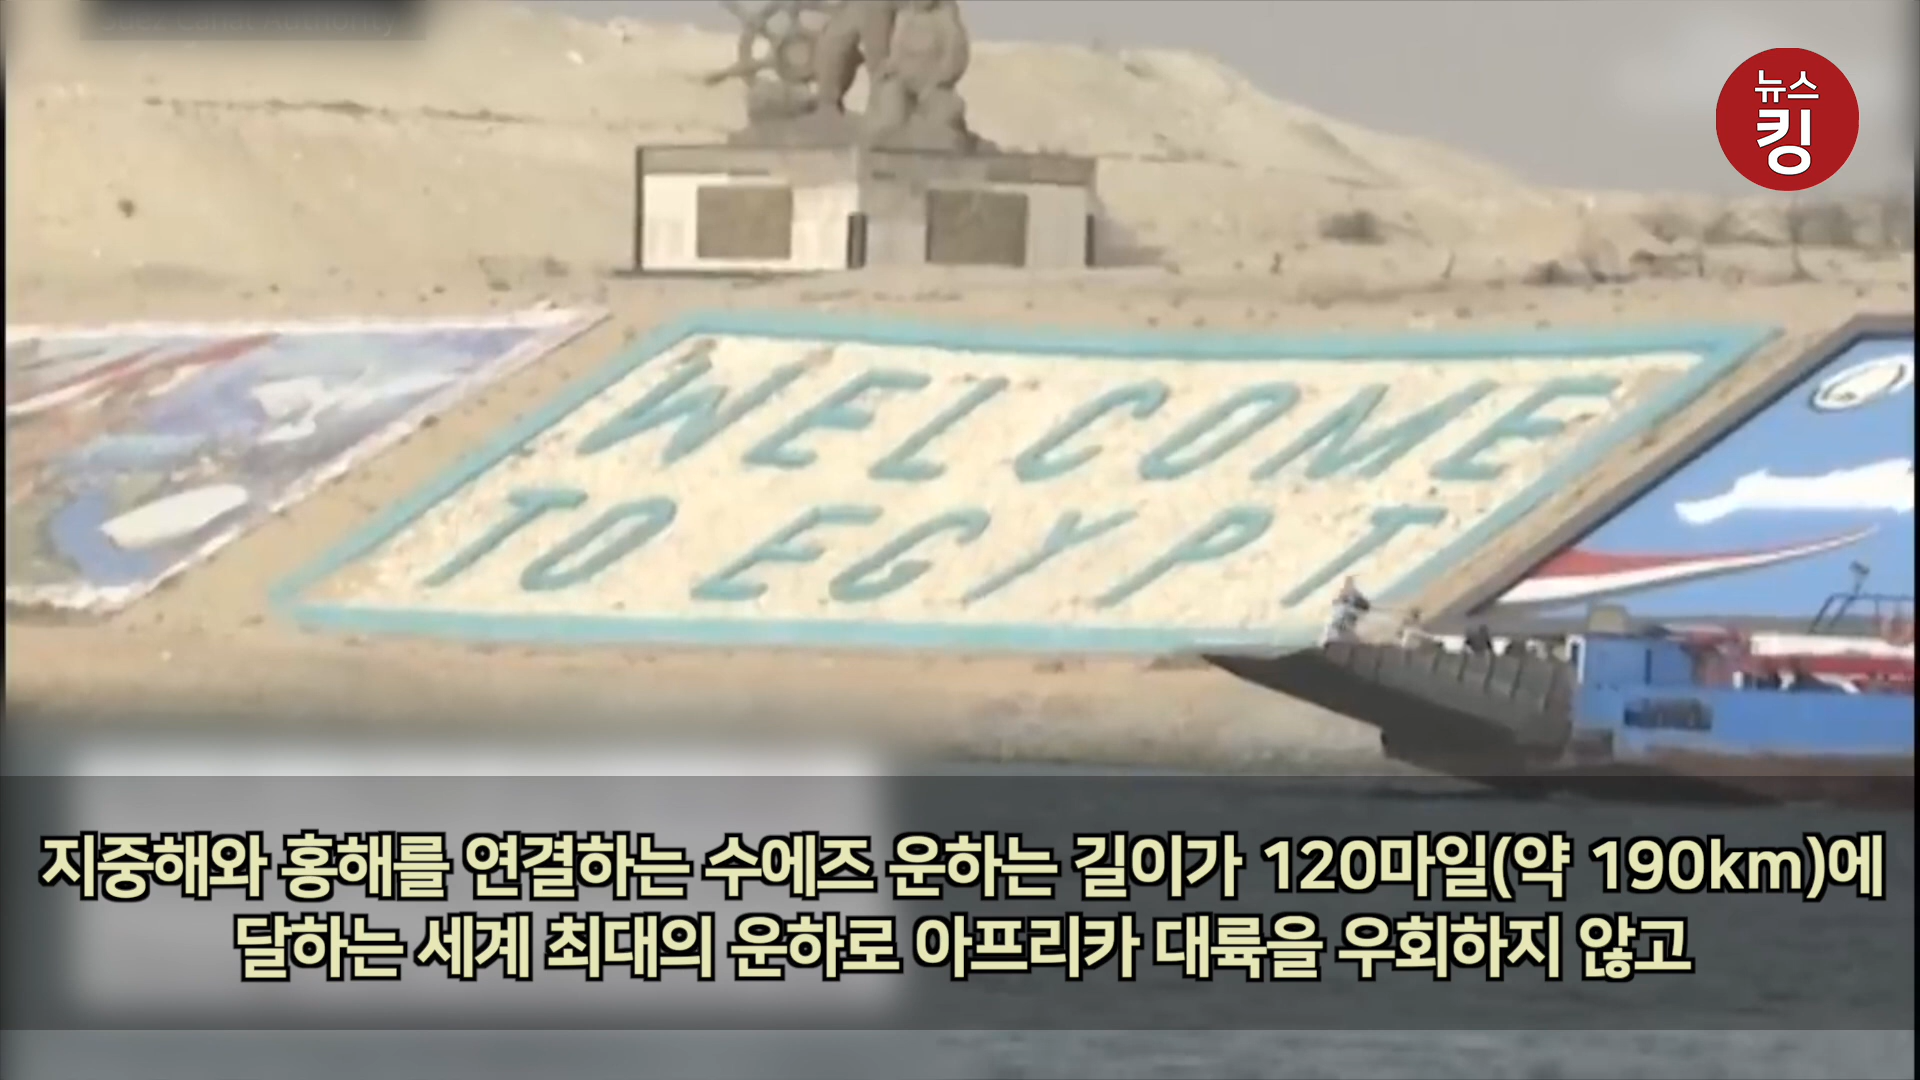 Suez Canal Authority
뉴스
킹
WELCOME
TO EGYPT
지중해와 홍해를 연결하는 수에즈 운하는 길이가 120마일(약 190km)에
달하는 세계 최대의 운하로 아프리카 대륙을 우회하지 않고